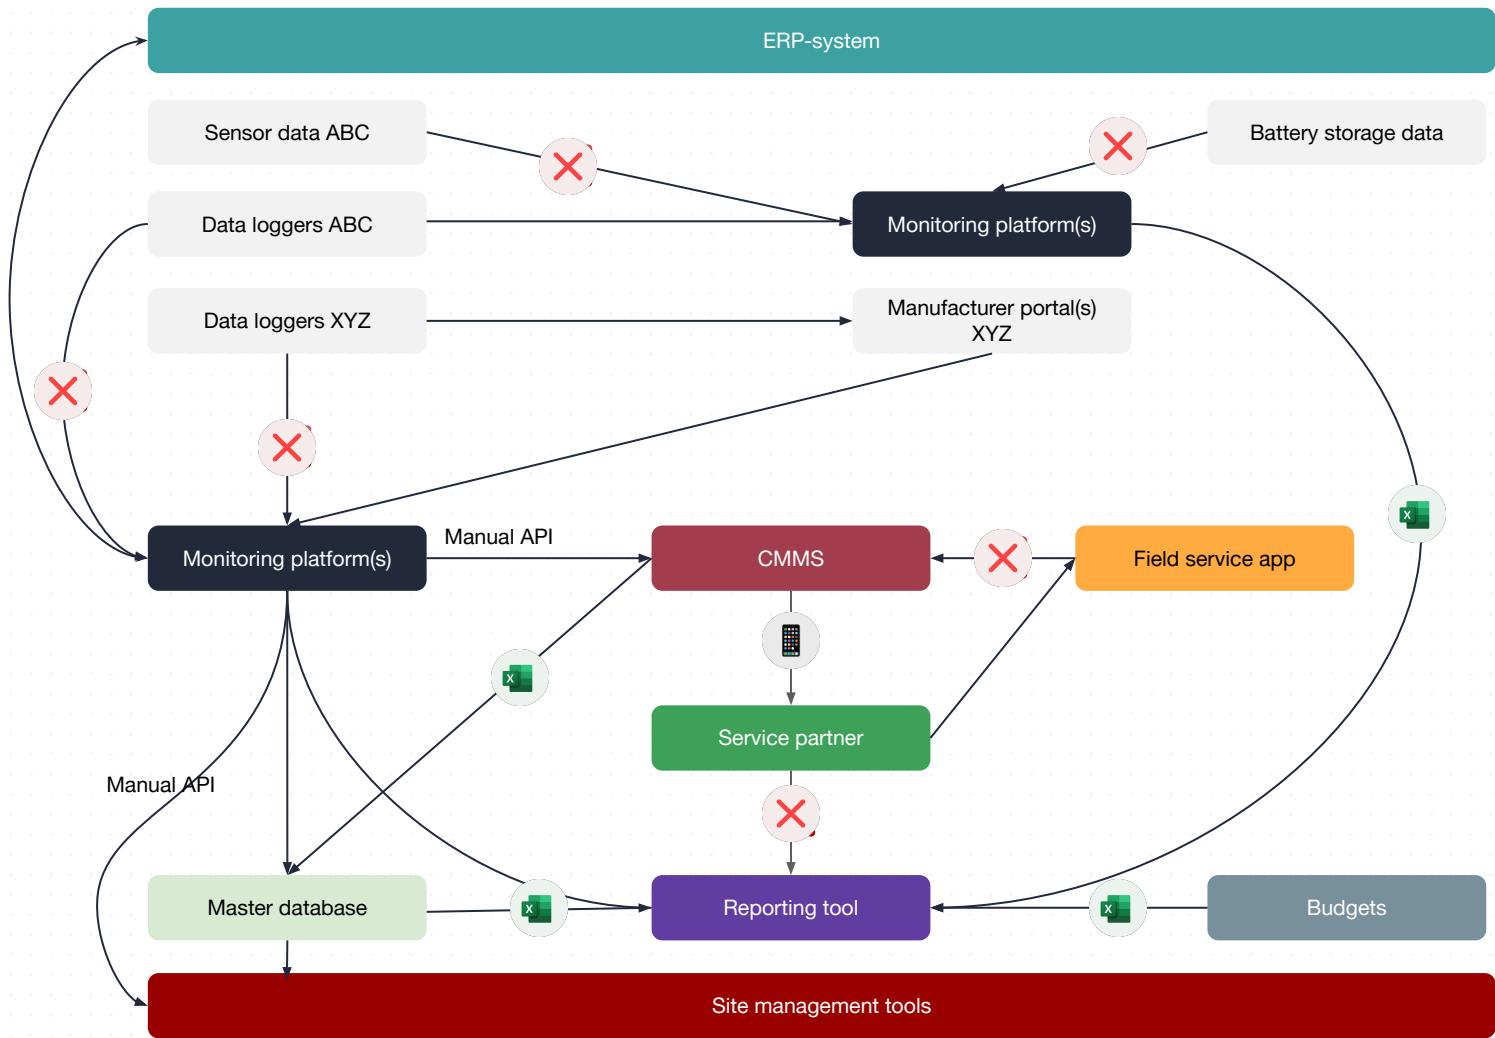 ERP-system
Sensor data ABC
Battery storage data
Data loggers ABC
Monitoring platform(s)
Data loggers XYZ
Manufacturer portal(s)
XYZ
Manual API
Monitoring platform(s)
CMMS
Field service app
X
X
Service partner
Manual API
Master database
X
Reporting tool
X
Budgets
Site management tools